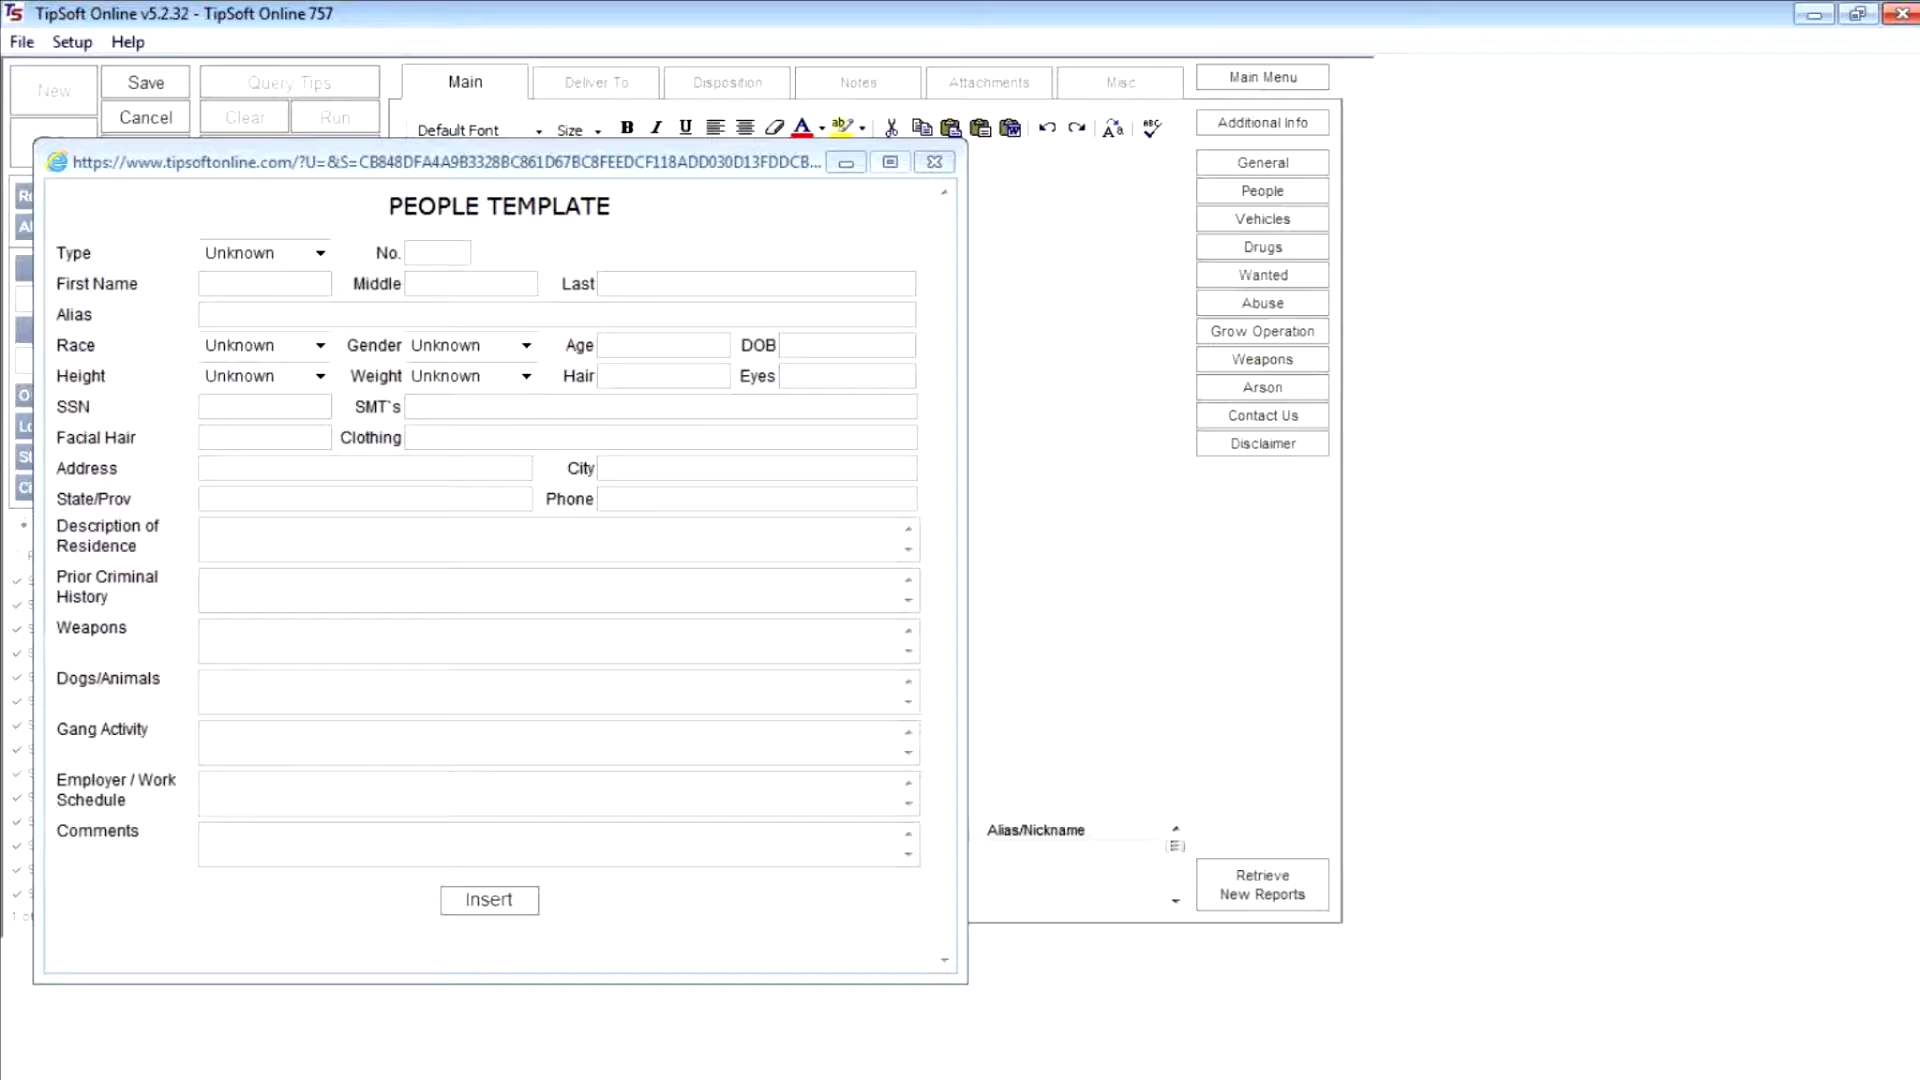 TipSoft Online v5.2.32 - TipSoft Online 757
File Setup Help
New Save Query Tips Main Deliver To Disposition Notes Attachments Misc Main Menu
Cancel Clear Run
Default Font Size B I U A ab ABC
Additional Info
https://www.tipsoftonline.com/?U=&S=CB848DFA4A9B3328BC861D67BC8FEEDCF118ADD030D13FDDCB...
General
People
Vehicles
Drugs
Wanted
Abuse
Grow Operation
Weapons
Arson
Contact Us
Disclaimer
PEOPLE TEMPLATE
Type Unknown No.
First Name Middle Last
Alias
Race Unknown Gender Unknown Age DOB
Height Unknown Weight Unknown Hair Eyes
SSN SMT`s
Facial Hair Clothing
Address City
State/Prov Phone
Description of
Residence
Prior Criminal
History
Weapons
Dogs/Animals
Gang Activity
Employer / Work
Schedule
Comments
Insert
Alias/Nickname
Retrieve
New Reports